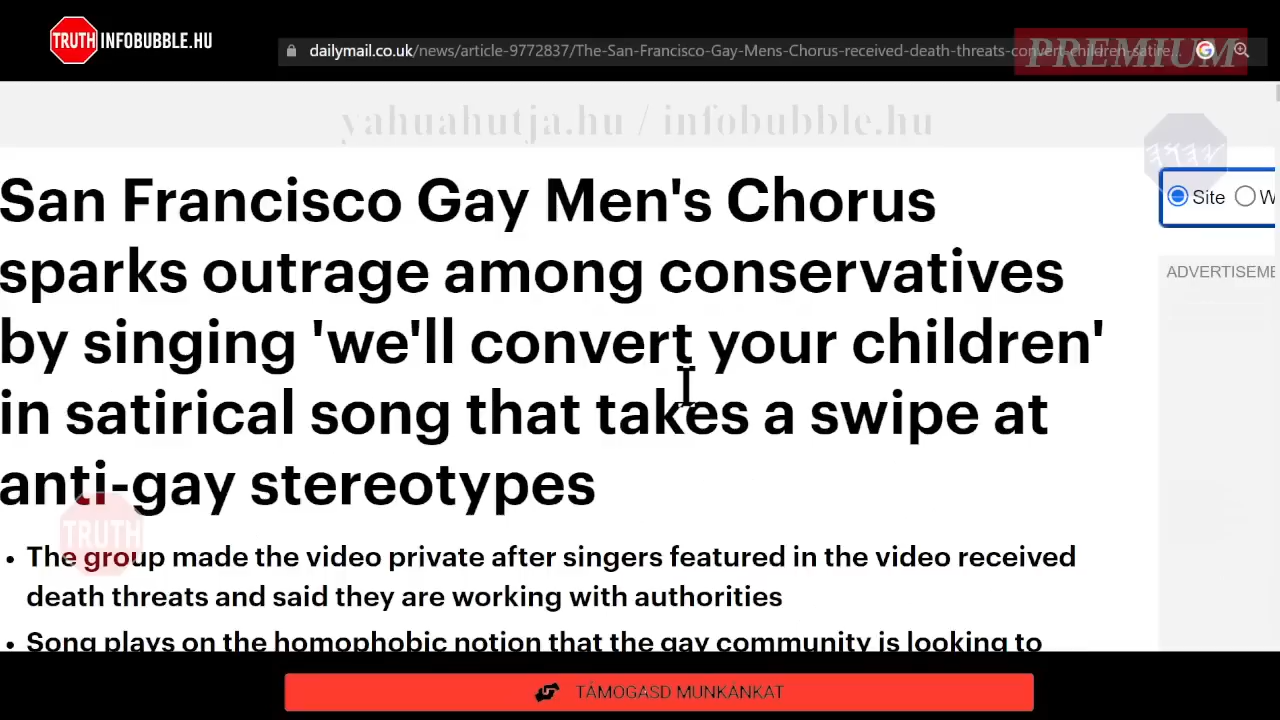 TRUTH INFOBUBBLE.HU
dailymail.co.uk/news/article-9772837/The-San-Francisco-Gay-Mens-Chorus-received-death-threats-convert-children-satire...
PREMIUM
yahuahutja.hu / infobubble.hu
San Francisco Gay Men's Chorus
sparks outrage among conservatives
by singing 'we'll convert your children'
in satirical song that takes a swipe at
anti-gay stereotypes
Site
W
ADVERTISEME
TRUTH
• The group made the video private after singers featured in the video received
death threats and said they are working with authorities
• Song plays on the homophobic notion that the gay community is looking to
TÁMOGASD MUNKÁNKAT